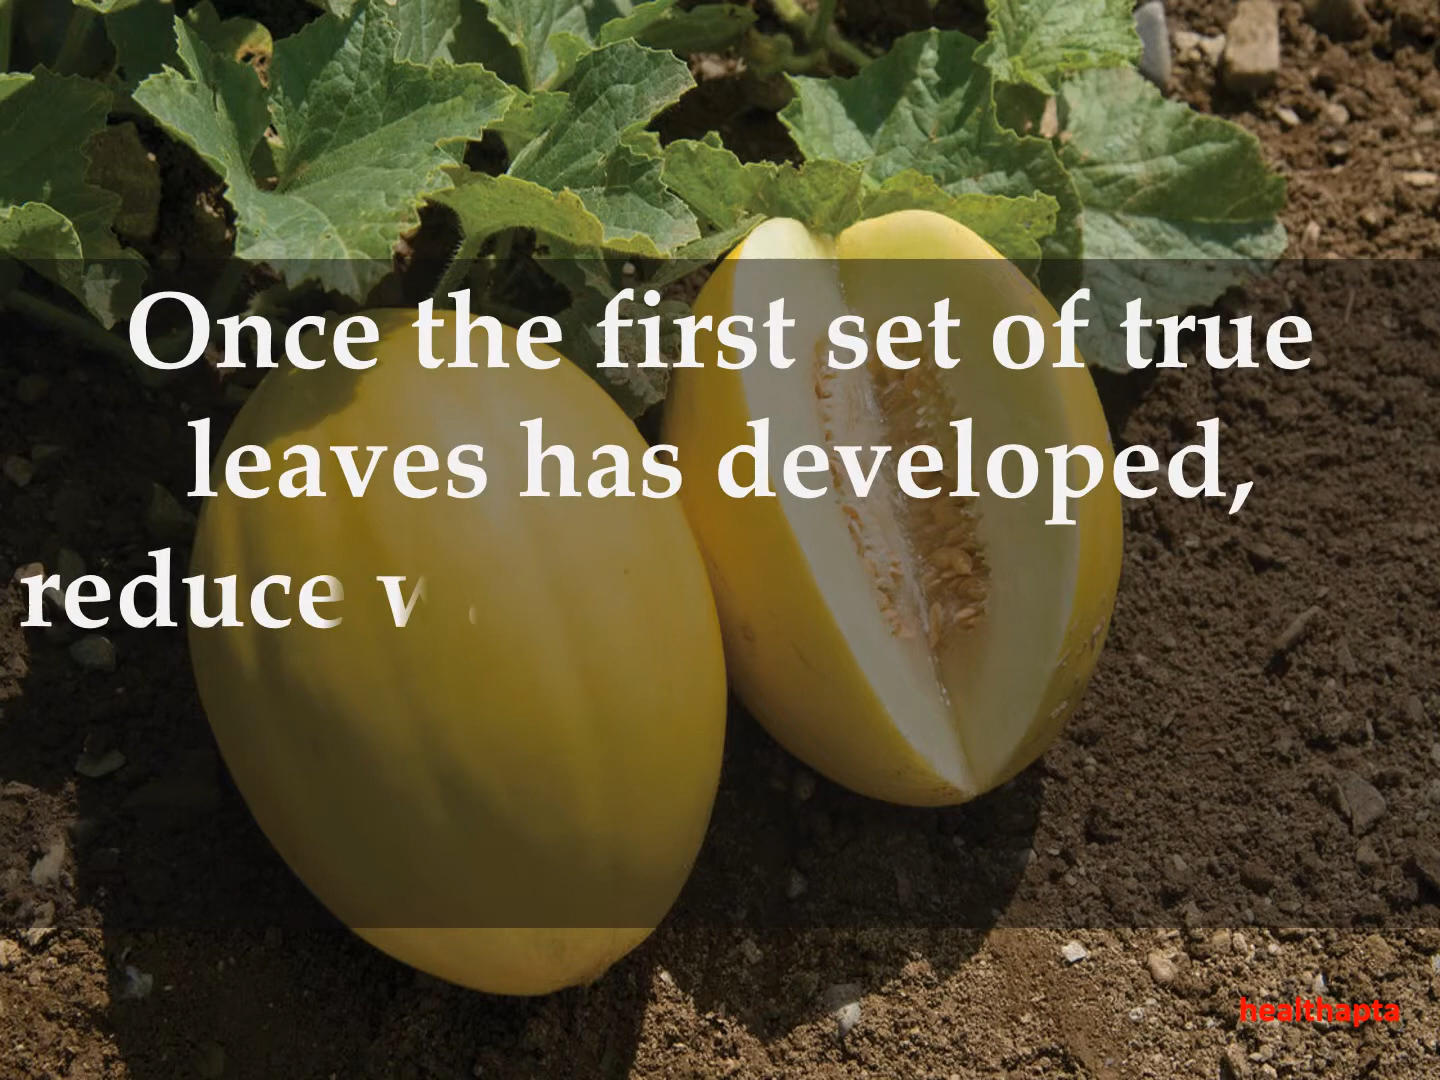 Once the first set of true
leaves has developed,
reduce
healthapta